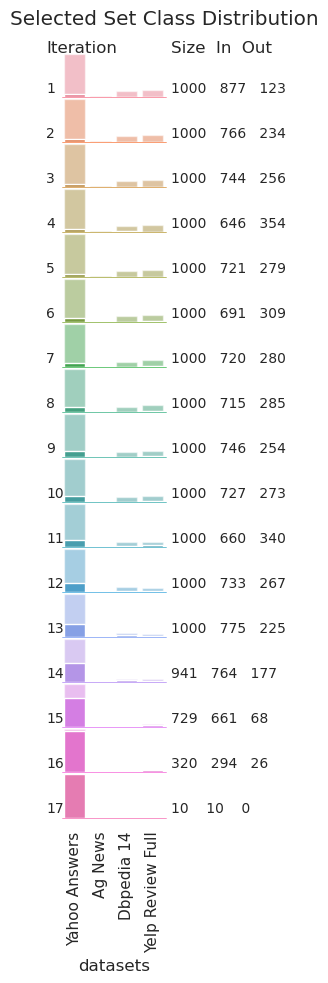 Selected Set Class Distribution
Iteration Size In Out
1 1000 877 123
2 1000 766 234
3 1000 744 256
4 1000 646 354
5 1000 721 279
6 1000 691 309
7 1000 720 280
8 1000 715 285
9 1000 746 254
10 1000 727 273
11 1000 660 340
12 1000 733 267
13 1000 775 225
14 941 764 177
15 729 661 68
16 320 294 26
17 10 10 0
Yahoo Answers
Ag News
Dbpedia 14
Yelp Review Full
datasets